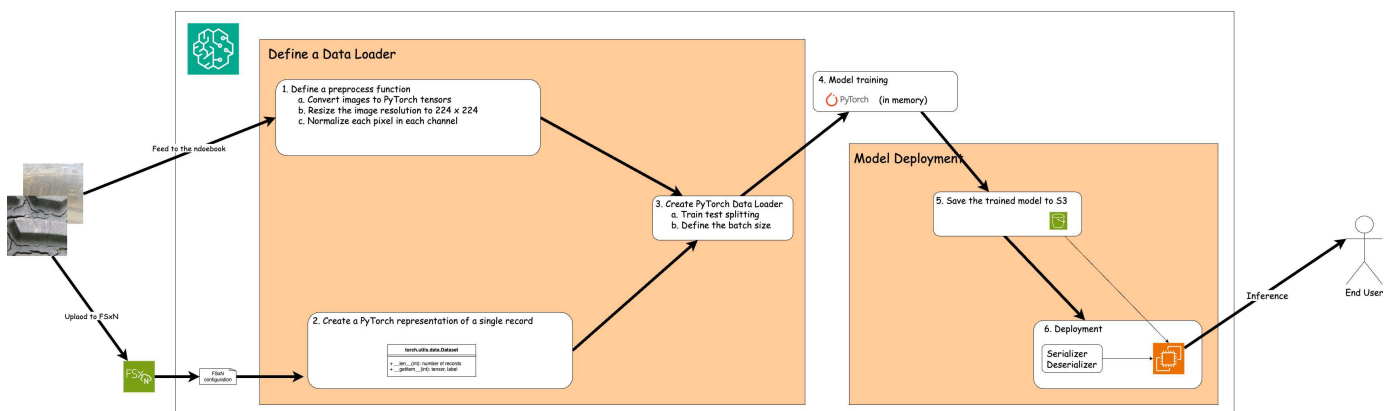 Define a Data Loader
1. Define a preprocess function
a. Convert images to PyTorch tensors
b. Resize the image resolution to 224 x 224
c. Normalize each pixel in each channel
4. Model training
PyTorch (in memory)
Feed to the ndoebook
Model Deployment
3. Create PyTorch Data Loader
a. Train test splitting
b. Define the batch size
5. Save the trained model to S3
Uplaod to FSxN
2. Create a PyTorch representation of a single record
torch.utils.data.Dataset
+ __len__(int): number of records
+ __getitem__(int): tensor, label
FSxN
FSxN
configuration
6. Deployment
Serializer
Deserializer
Inference
End User